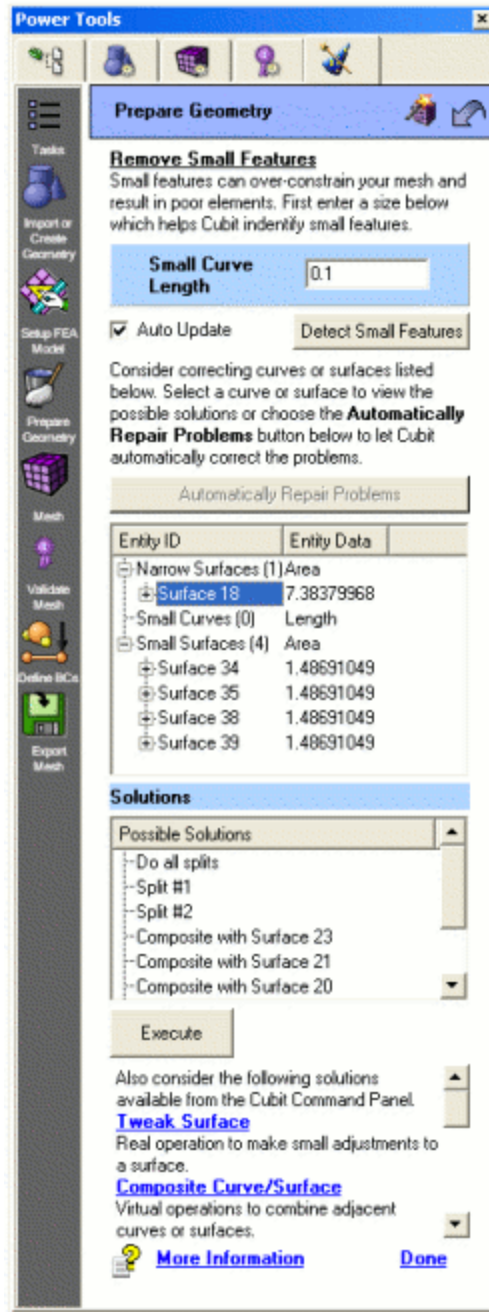 Power Tools
Prepare Geometry
Tasks
Import or
Create
Geometry
Setup FEA
Model
Prepare
Geometry
Mesh
Validate
Mesh
Define BCs
Export
Mesh
Remove Small Features
Small features can over-constrain your mesh and
result in poor elements. First enter a size below
which helps Cubit indentify small features.
Small Curve
Length
0.1
Auto Update
Detect Small Features
Consider correcting curves or surfaces listed
below. Select a curve or surface to view the
possible solutions or choose the Automatically
Repair Problems button below to let Cubit
automatically correct the problems.
Automatically Repair Problems
Entity ID Entity Data
Narrow Surfaces (1) Area
Surface 18 7.38379968
Small Curves (0) Length
Small Surfaces (4) Area
Surface 34 1.48691049
Surface 35 1.48691049
Surface 38 1.48691049
Surface 39 1.48691049
Solutions
Possible Solutions
Do all splits
Split #1
Split #2
Composite with Surface 23
Composite with Surface 21
Composite with Surface 20
Execute
Also consider the following solutions
available from the Cubit Command Panel.
Tweak Surface
Real operation to make small adjustments to
a surface.
Composite Curve/Surface
Virtual operations to combine adjacent
curves or surfaces.
More Information Done